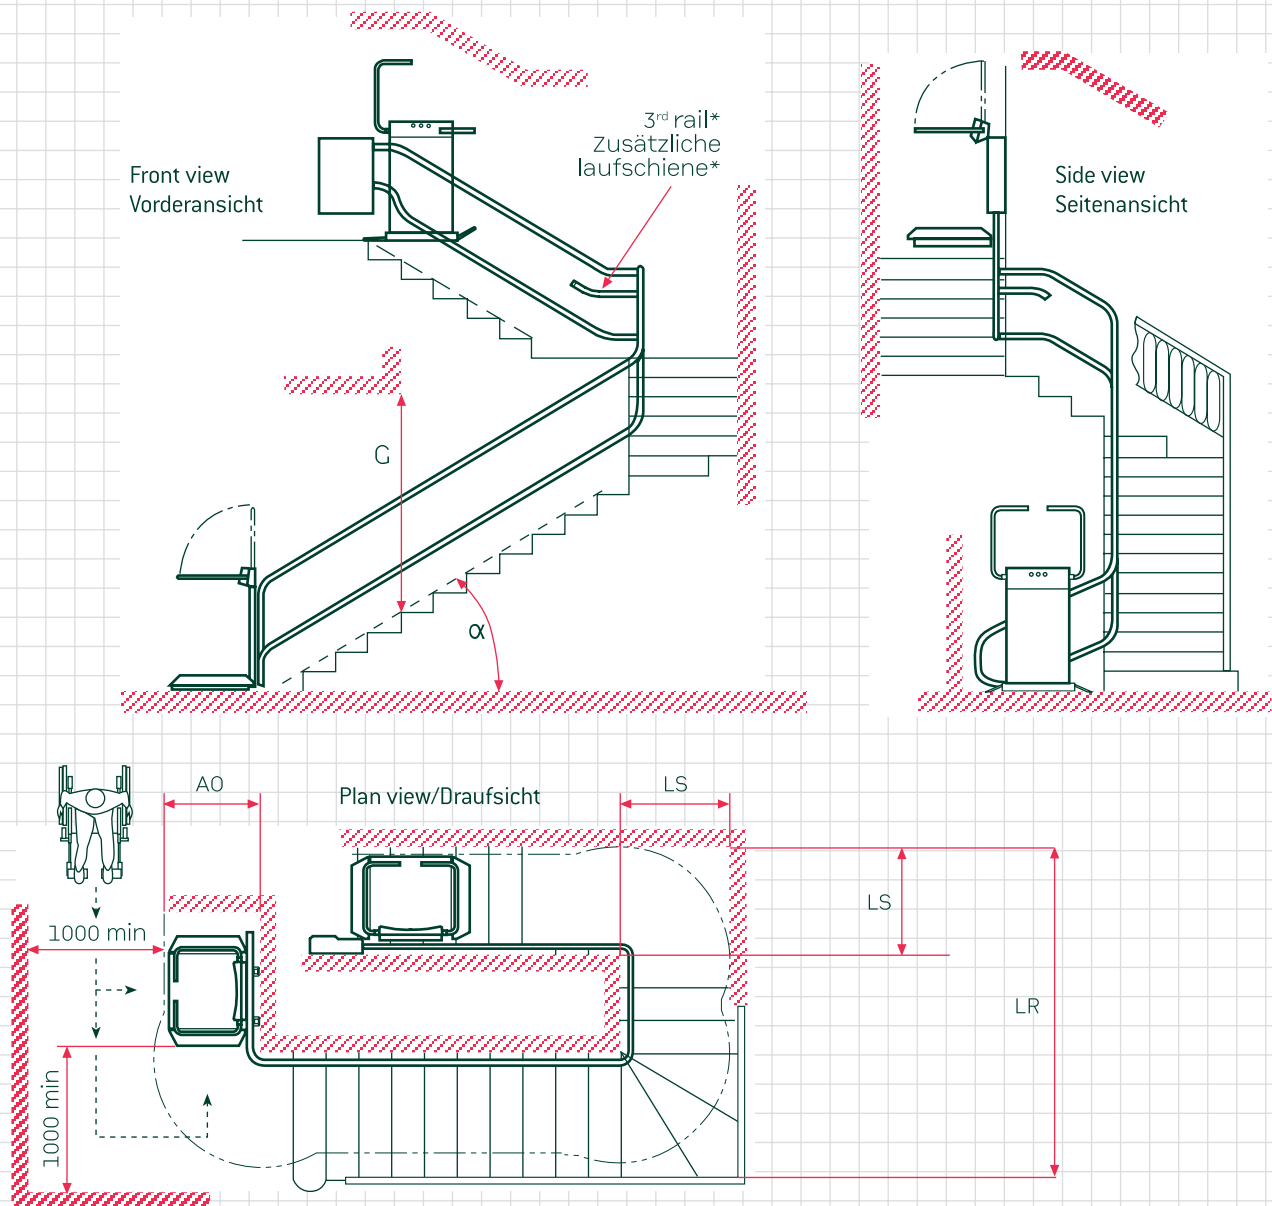 3rd rail*
Zusätzliche
laufschiene*
Front view
Vorderansicht
Side view
Seitenansicht
G
α
AO
Plan view/Draufsicht
LS
LS
1000 min
LR
1000 min